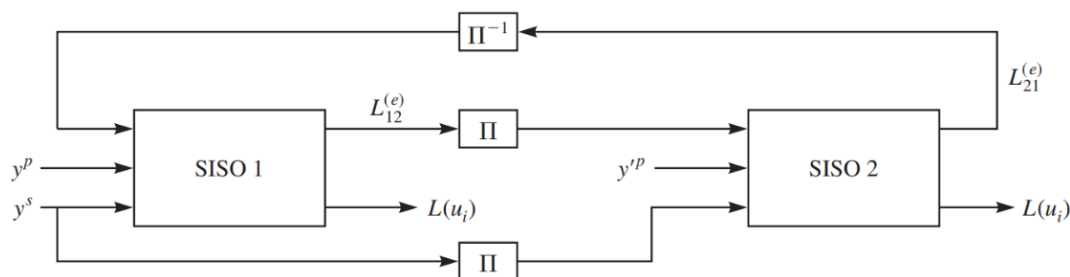 Π⁻¹
L₂₁⁽ᵉ⁾
L₁₂⁽ᵉ⁾
Π
yᵖ
SISO 1
y′ᵖ
SISO 2
yˢ
L(uᵢ)
L(uᵢ)
Π